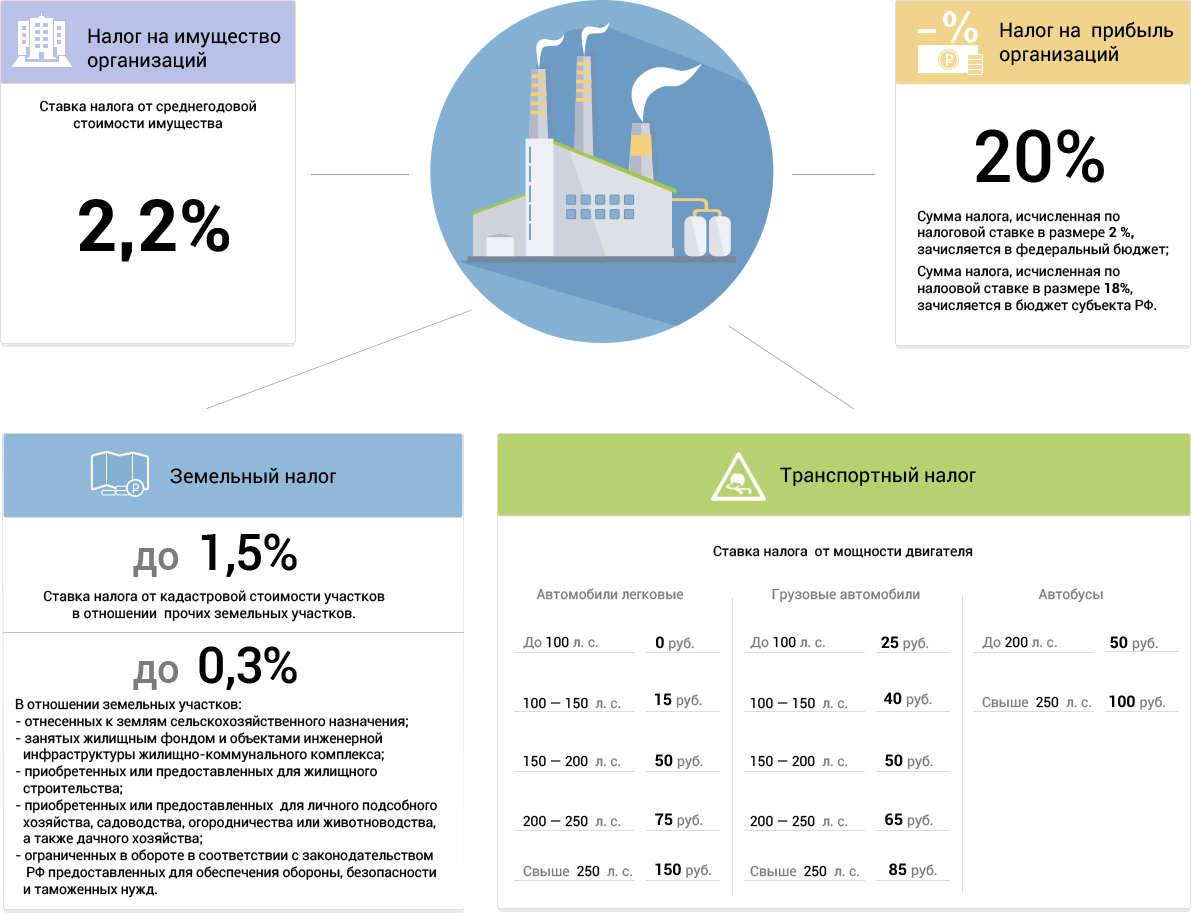 Налог на имущество
организаций
Ставка налога от среднегодовой
стоимости имущества
2,2%
-%
₽
Налог на прибыль
организаций
20%
Сумма налога, исчисленная по
налоговой ставке в размере 2 %,
зачисляется в федеральный бюджет;
Сумма налога, исчисленная по
налоовой ставке в размере 18%,
зачисляется в бюджет субъекта РФ.
₽
Земельный налог
до 1,5%
Ставка налога от кадастровой стоимости участков
в отношении прочих земельных участков.
до 0,3%
В отношении земельных участков:
- отнесенных к землям сельскохозяйственного назначения;
- занятых жилищным фондом и объектами инженерной
инфраструктуры жилищно-коммунального комплекса;
- приобретенных или предоставленных для жилищного
строительства;
- приобретенных или предоставленных для личного подсобного
хозяйства, садоводства, огородничества или животноводства,
а также дачного хозяйства;
- ограниченных в обороте в соответствии с законодательством
РФ предоставленных для обеспечения обороны, безопасности
и таможенных нужд.
Транспортный налог
Ставка налога от мощности двигателя
Автомобили легковые
До 100 л. с. 0 руб.
100 — 150 л. с. 15 руб.
150 — 200 л. с. 50 руб.
200 — 250 л. с. 75 руб.
Свыше 250 л. с. 150 руб.
Грузовые автомобили
До 100 л. с. 25 руб.
100 — 150 л. с. 40 руб.
150 — 200 л. с. 50 руб.
200 — 250 л. с. 65 руб.
Свыше 250 л. с. 85 руб.
Автобусы
До 200 л. с. 50 руб.
Свыше 250 л. с. 100 руб.